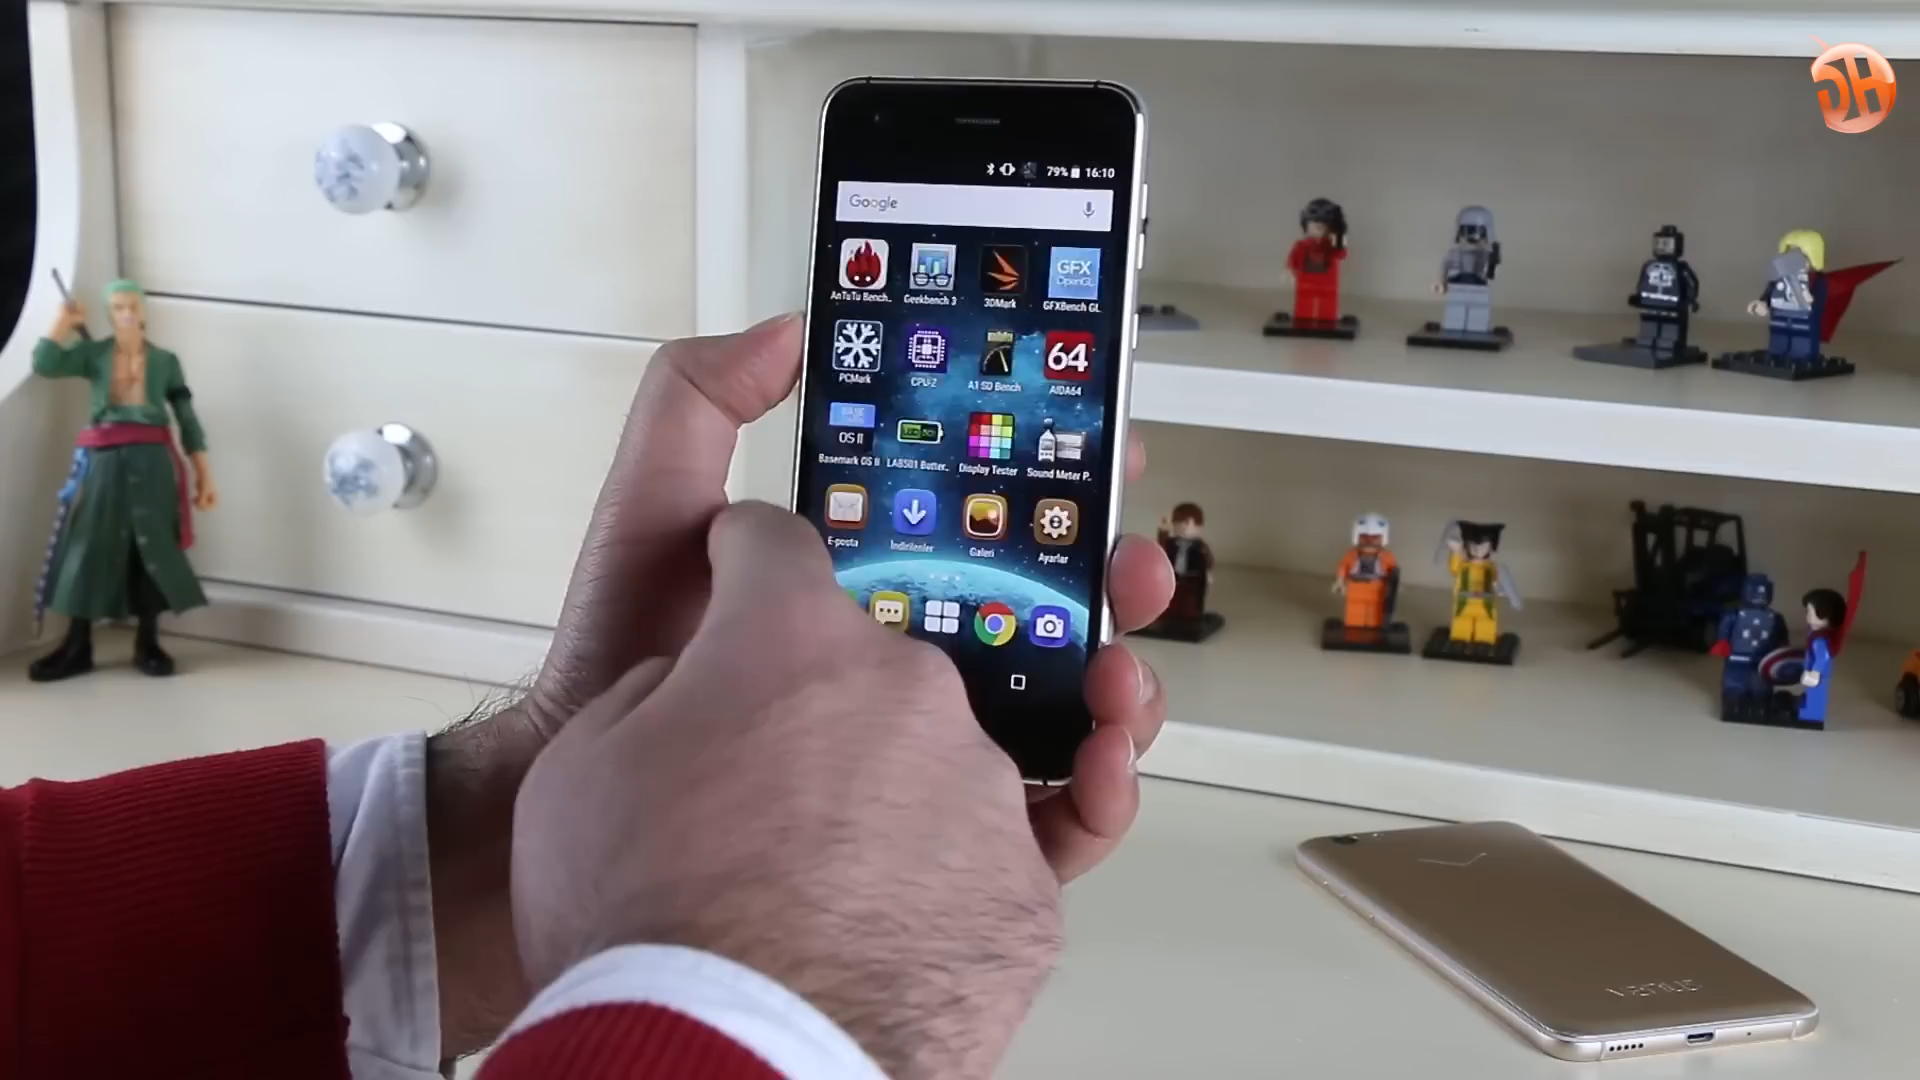 79% 16:10
Google
AnTuTu Bench.. Geekbench 3 3DMark GFXBench GL
GFX
OpenGL
64
PCMark CPU-Z A1 SD Bench AIDA64
OS II
Basemark OS II LAB501 Batter.. Display Tester Sound Meter P..
E-posta İndirilenler Galeri Ayarlar
DH